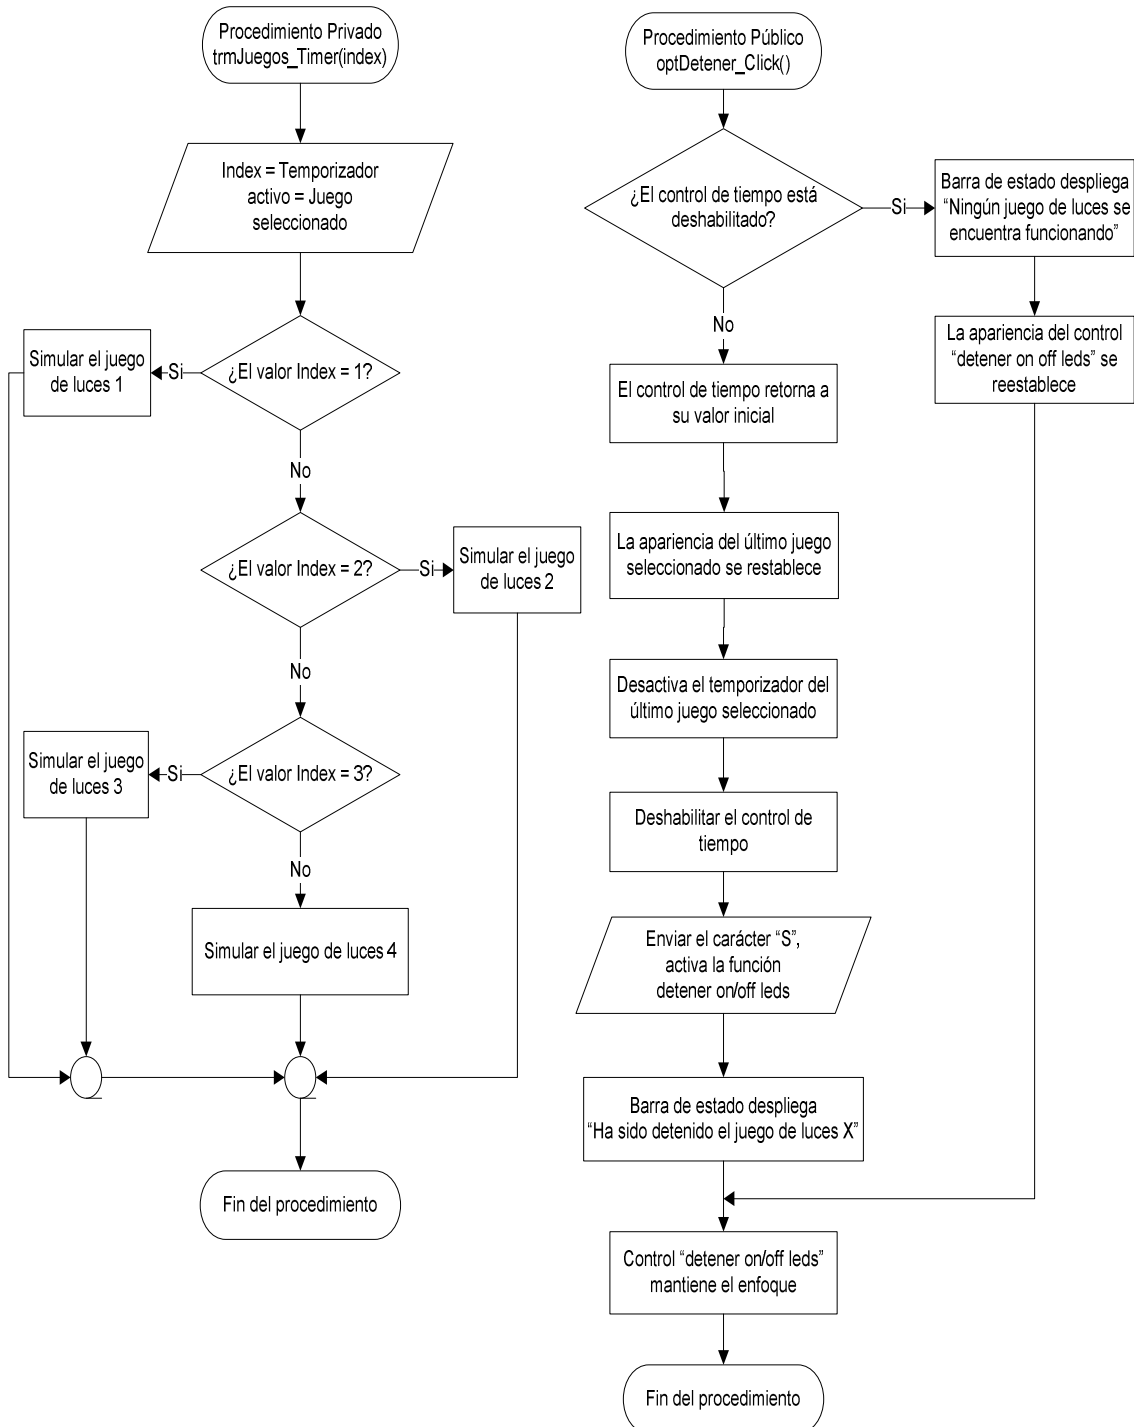 Procedimiento Privado
trmJuegos_Timer(index)
Index = Temporizador
activo = Juego
seleccionado
¿El valor Index = 1?
Si
Simular el juego
de luces 1
No
¿El valor Index = 2?
Si
Simular el juego
de luces 2
No
¿El valor Index = 3?
Si
Simular el juego
de luces 3
No
Simular el juego de luces 4
Fin del procedimiento
Procedimiento Público
optDetener_Click()
¿El control de tiempo está
deshabilitado?
Si
Barra de estado despliega
“Ningún juego de luces se
encuentra funcionando”
La apariencia del control
“detener on off leds” se
reestablece
No
El control de tiempo retorna a
su valor inicial
La apariencia del último juego
seleccionado se restablece
Desactiva el temporizador del
último juego seleccionado
Deshabilitar el control de
tiempo
Enviar el carácter “S”,
activa la función
detener on/off leds
Barra de estado despliega
“Ha sido detenido el juego de luces X”
Control “detener on/off leds”
mantiene el enfoque
Fin del procedimiento